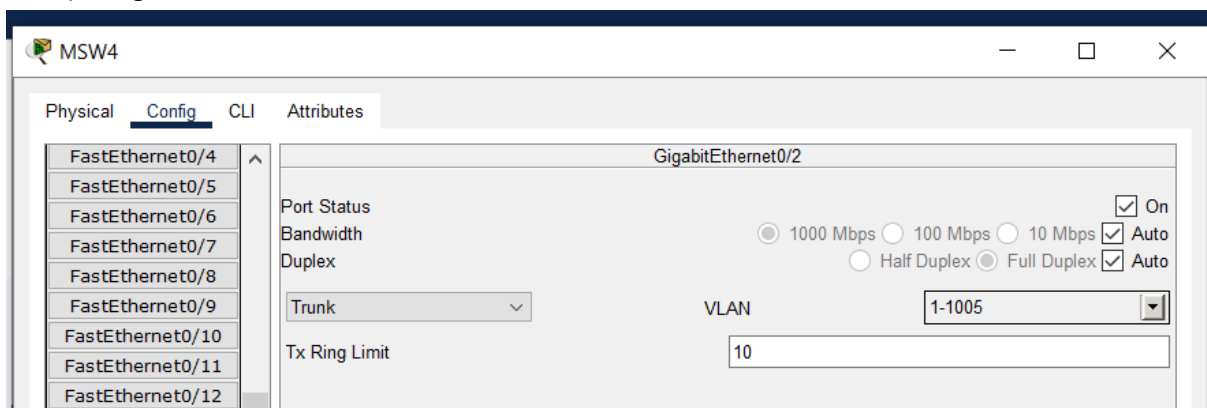 MSW4
Physical Config CLI Attributes
FastEthernet0/4
FastEthernet0/5
FastEthernet0/6
FastEthernet0/7
FastEthernet0/8
FastEthernet0/9
FastEthernet0/10
FastEthernet0/11
FastEthernet0/12
GigabitEthernet0/2
Port Status On
Bandwidth 1000 Mbps 100 Mbps 10 Mbps Auto
Duplex Half Duplex Full Duplex Auto
Trunk VLAN 1-1005
Tx Ring Limit 10